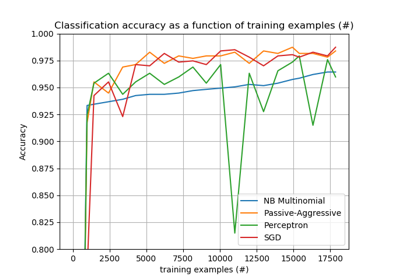 Classification accuracy as a function of training examples (#)
1.000
0.975
0.950
0.925
0.900
0.875
0.850
0.825
0.800
Accuracy
NB Multinomial
Passive-Aggressive
Perceptron
SGD
0 2500 5000 7500 10000 12500 15000 17500
training examples (#)